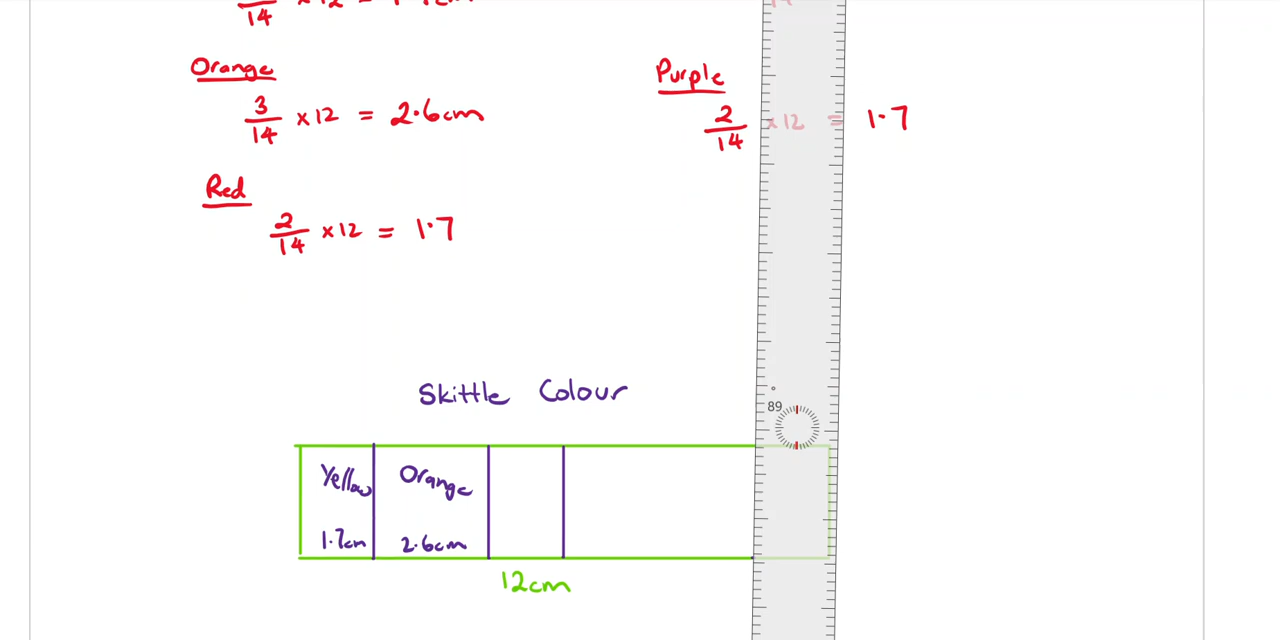 14
Orange
3/14 × 12 = 2.6cm
Red
2/14 × 12 = 1.7
Purple
2/14 × 12 = 1.7
Skittle Colour
89°
Yellow Orange
1.7cm 2.6cm
12cm